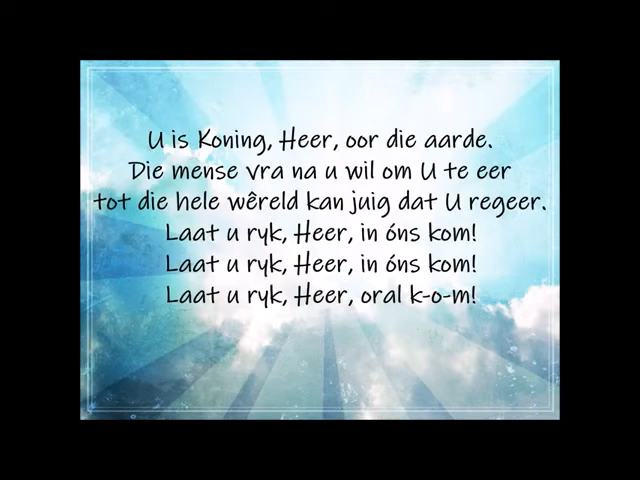 U is Koning, Heer, oor die aarde.
Die mense vra na u wil om U te eer
tot die hele wêreld kan juig dat U regeer.
Laat u ryk, Heer, in óns kom!
Laat u ryk, Heer, in óns kom!
Laat u ryk, Heer, oral k-o-m!